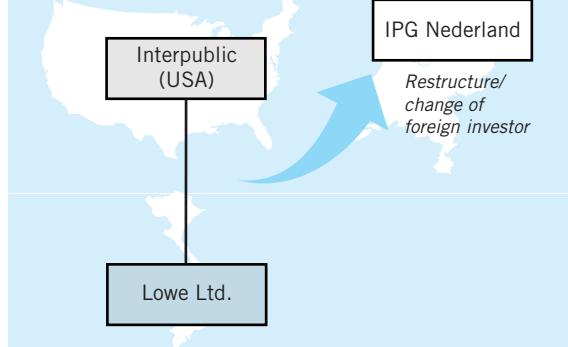 IPG Nederland
Interpublic
(USA)
Restructure/
change of
foreign investor
Lowe Ltd.